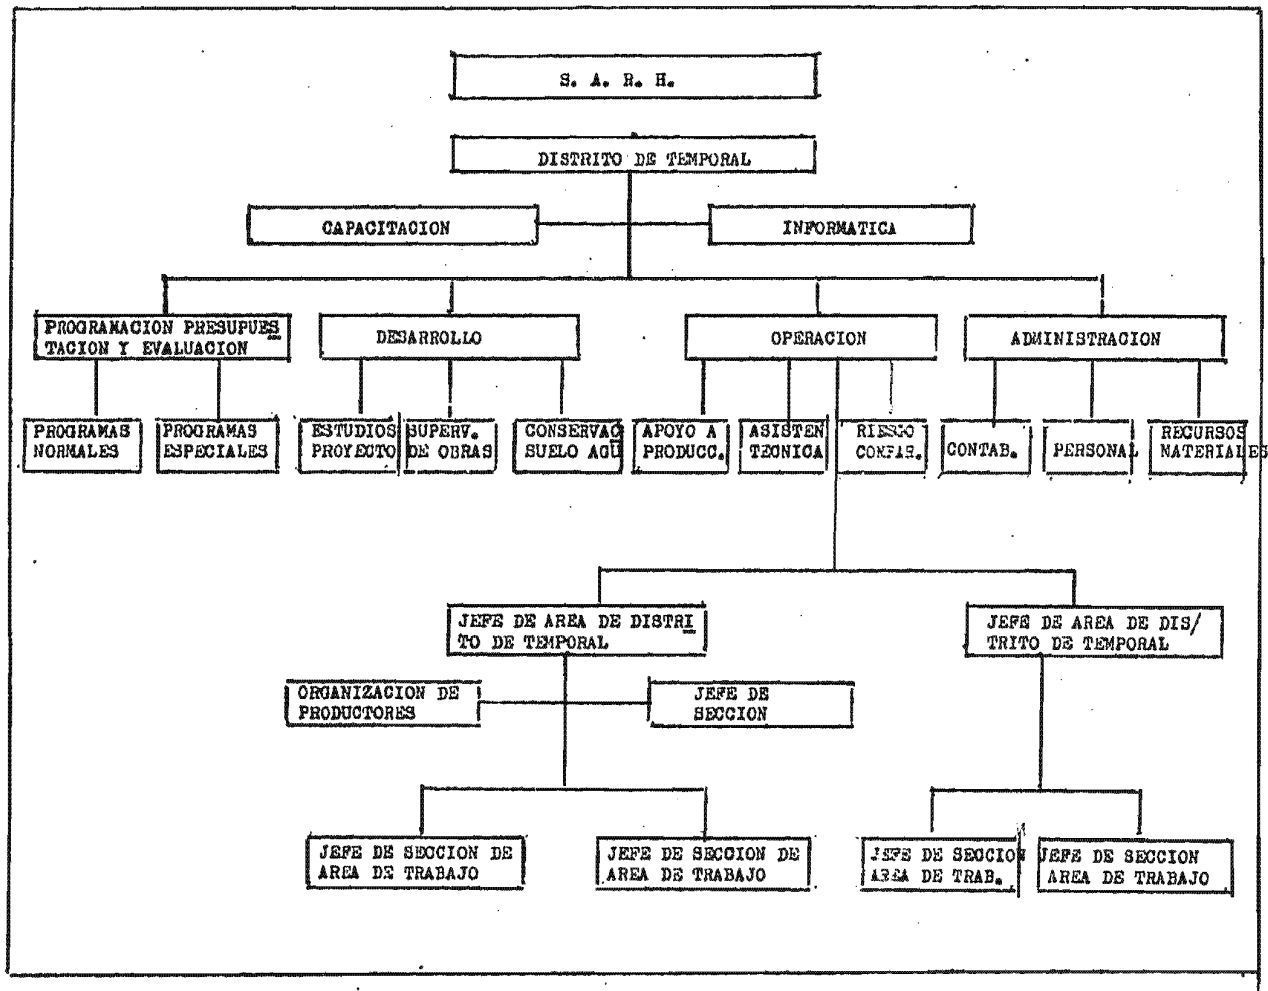 S. A. R. H.
DISTRITO DE TEMPORAL
CAPACITACION
INFORMATICA
PROGRAMACION PRESUPUES
TACION Y EVALUACION
DESARROLLO
OPERACION
ADMINISTRACION
PROGRAMAS
NORMALES
PROGRAMAS
ESPECIALES
ESTUDIOS
PROYECTO
SUPERV.
DE OBRAS
CONSERVAC
SUELO AGU
APOYO A
PRODUCC.
ASISTEN
TECNICA
RIESGO
CONTAB.
PERSONAL
RECURSOS
MATERIALES
JEFE DE AREA DE DISTRI
TO DE TEMPORAL
JEFE DE AREA DE DIS/
TRITO DE TEMPORAL
ORGANIZACION DE
PRODUCTORES
JEFE DE
SECCION
JEFE DE SECCION DE
AREA DE TRABAJO
JEFE DE SECCION DE
AREA DE TRABAJO
JEFE DE SECCION
AREA DE TRAB.
JEFE DE SECCION
AREA DE TRABAJO